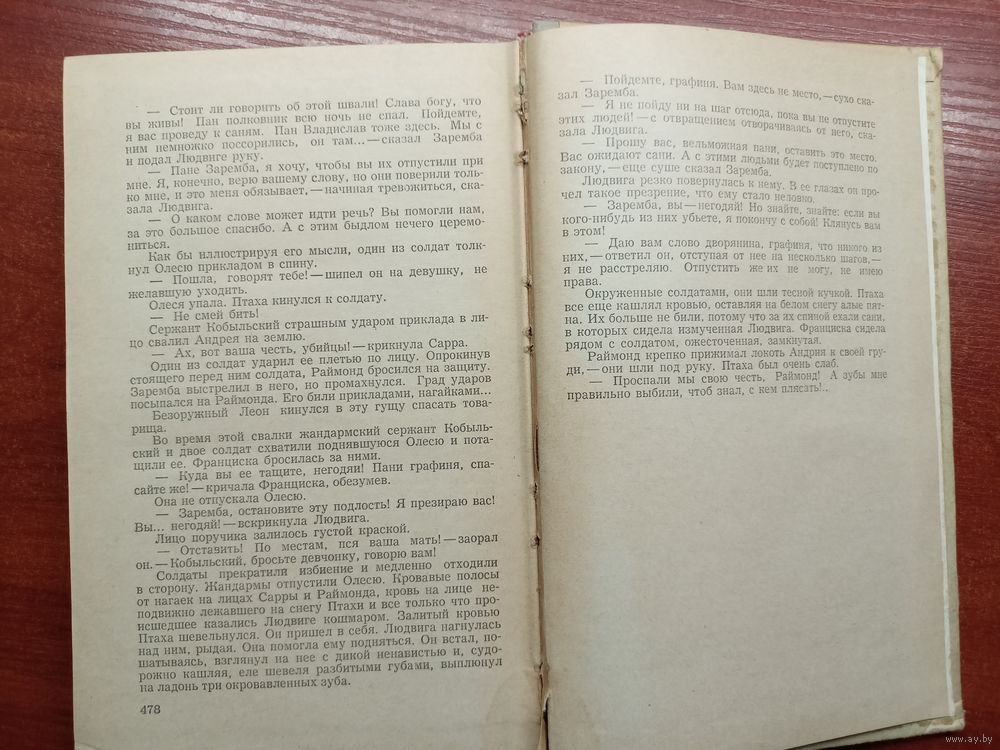 — Стоит ли говорить об этой швали! Слава богу, что
вы живы! Пан полковник всю ночь не спал. Пойдемте,
я вас проведу к саням. Пан Владислав тоже здесь. Мы с
ним немножко поссорились, он там... — сказал Заремба
и подал Людвиге руку.
— Пане Заремба, я хочу, чтобы вы их отпустили при
мне. Я, конечно, верю вашему слову, но они поверили толь-
ко мне, и это меня обязывает, — начиная тревожиться, ска-
зала Людвига.
— О каком слове может идти речь? Вы помогли нам,
за это большое спасибо. А с этим быдлом нечего церемо-
ниться.
Как бы иллюстрируя его мысли, один из солдат толк-
нул Олесю прикладом в спину.
— Пошла, говорят тебе! — шипел он на девушку, не
желавшую уходить.
Олеся упала. Птаха кинулся к солдату.
— Не смей бить!
Сержант Кобыльский страшным ударом приклада в ли-
цо свалил Андрея на землю.
— Ах, вот ваша честь, убийцы! — крикнула Сарра.
Один из солдат ударил ее плетью по лицу. Опрокинув
стоящего перед ним солдата, Раймонд бросился на защиту.
Заремба выстрелил в него, но промахнулся. Град ударов
посыпался на Раймонда. Его били прикладами, нагайками...
Безоружный Леон кинулся в эту гущу спасать това-
рища.
Во время этой свалки жандармский сержант Кобыль-
ский и двое солдат схватили поднявшуюся Олесю и пота-
щили ее. Франциска бросилась за ними.
— Куда вы ее тащите, негодяи! Пани графиня, спа-
сайте же! — кричала Франциска, обезумев.
Она не отпускала Олесю.
— Заремба, остановите эту подлость! Я презираю вас!
Вы... негодяй! — вскрикнула Людвига.
Лицо поручика залилось густой краской.
— Отставить! По местам, пся ваша мать! — заорал
он. — Кобыльский, бросьте девчонку, говорю вам!
Солдаты прекратили избиение и медленно отходили
в сторону. Жандармы отпустили Олесю. Кровавые полосы
от нагаек на лицах Сарры и Раймонда, кровь на лице не-
подвижно лежавшего на снегу Птахи и все только что про-
исшедшее казались Людвиге кошмаром. Залитый кровью
Птаха шевельнулся. Он пришел в себя. Людвига нагнулась
над ним, рыдая. Она помогла ему подняться. Он встал, по-
шатываясь, взглянул на нее с дикой ненавистью и, судо-
рожно кашляя, еле шевеля разбитыми губами, выплюнул
на ладонь три окровавленных зуба.
478
— Пойдемте, графиня. Вам здесь не место, — сухо ска-
зал Заремба.
— Я не пойду ни на шаг отсюда, пока вы не отпустите
этих людей! — с отвращением отворачиваясь от него, ска-
зала Людвига.
— Прошу вас, вельможная пани, оставить это место.
Вас ожидают сани. А с этими людьми будет поступлено по
закону, — еще суше сказал Заремба.
Людвига резко повернулась к нему. В ее глазах он про-
чел такое презрение, что ему стало неловко.
— Заремба, вы — негодяй! Но знайте, знайте: если вы
кого-нибудь из них убьете, я покончу с собой! Клянусь вам
в этом!
— Даю вам слово дворянина, графиня, что никого из
них, — ответил он, отступая от нее на несколько шагов, —
я не расстреляю. Отпустить же их не могу, не имею
права.
Окруженные солдатами, они шли тесной кучкой. Птаха
все еще кашлял кровью, оставляя на белом снегу алые пят-
на. Их больше не били, потому что за их спиной ехали сани,
в которых сидела измученная Людвига. Франциска сидела
рядом с солдатом, ожесточенная, замкнутая.
Раймонд крепко прижимал локоть Андрия к своей гру-
ди, — они шли под руку. Птаха был очень слаб.
— Проспали мы свою честь, Раймонд! А зубы мне
правильно выбили, чтоб знал, с кем плясать!..
www.ay.by